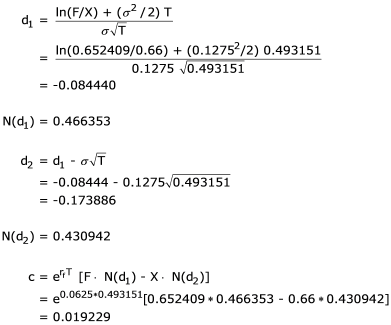 d₁ = ln(F/X) + (σ² /2) T / σ√T
= ln(0.652409/0.66) + (0.1275²/2) 0.493151 / 0.1275 √0.493151
= -0.084440
N(d₁) = 0.466353
d₂ = d₁ - σ√T
= -0.08444 - 0.1275√0.493151
= -0.173886
N(d₂) = 0.430942
c = e^rfT [F· N(d₁) - X · N(d₂)]
= e^0.0625*0.493151[0.652409 * 0.466353 - 0.66 * 0.430942]
= 0.019229